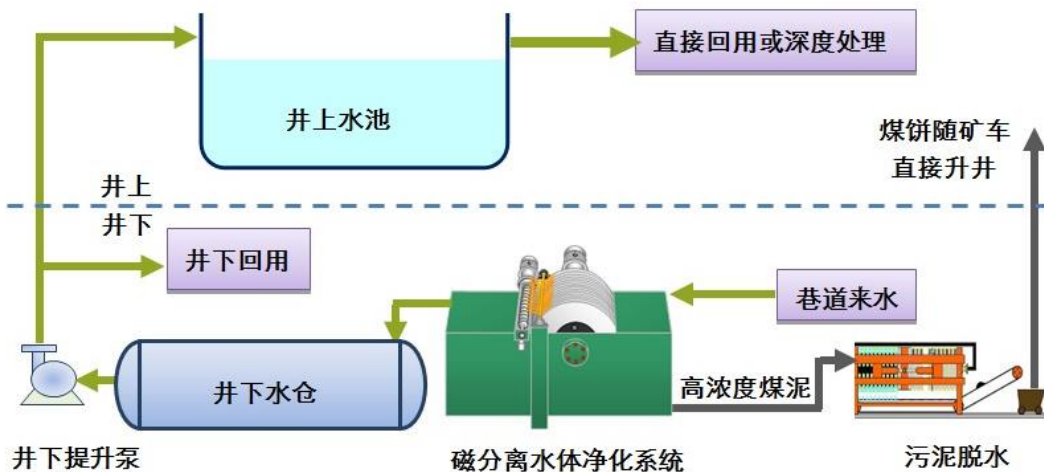 直接回用或深度处理
井上水池
煤饼随矿车
直接升井
井上
井下
井下回用
巷道来水
井下水仓
高浓度煤泥
井下提升泵
磁分离水体净化系统
污泥脱水